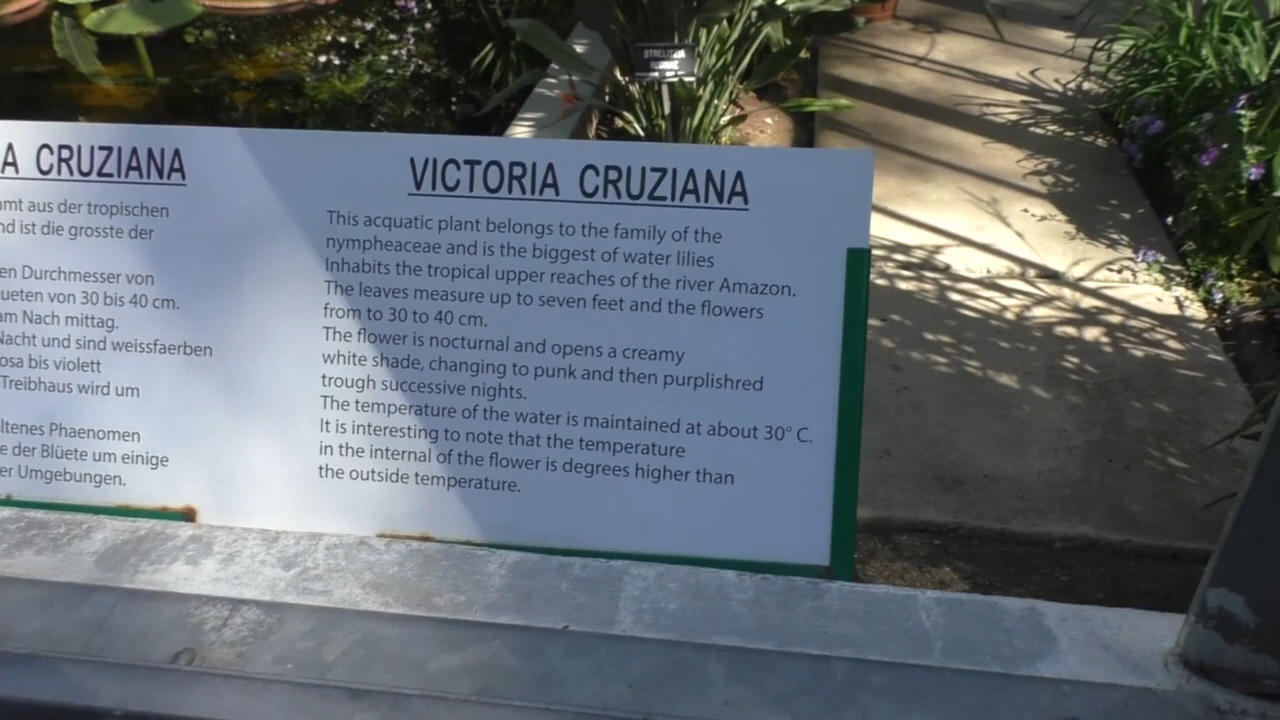 STRELITZIA
A CRUZIANA
mmt aus der tropischen
nd ist die grosste der
en Durchmesser von
ueten von 30 bis 40 cm.
am Nach mittag.
Nacht und sind weissfaerben
osa bis violett
Treibhaus wird um
ltenes Phaenomen
e der Blüete um einige
er Umgebungen.
VICTORIA CRUZIANA
This acquatic plant belongs to the family of the
nympheaceae and is the biggest of water lilies
Inhabits the tropical upper reaches of the river Amazon.
The leaves measure up to seven feet and the flowers
from to 30 to 40 cm.
The flower is nocturnal and opens a creamy
white shade, changing to punk and then purplishred
trough successive nights.
The temperature of the water is maintained at about 30° C.
It is interesting to note that the temperature
in the internal of the flower is degrees higher than
the outside temperature.